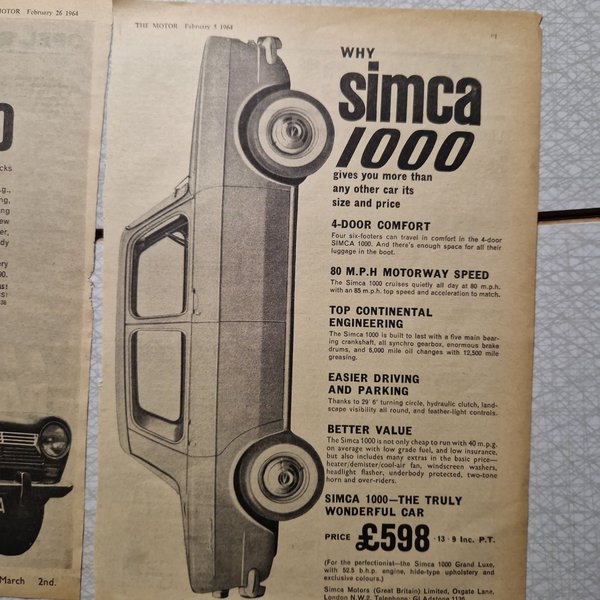 MOTOR February 26 1964
THE MOTOR February 5 1964
WHY
simca
1000
gives you more than
any other car its
size and price
4-DOOR COMFORT
Four six-footers can travel in comfort in the 4-door
SIMCA 1000. And there's enough space for all their
luggage in the boot.
80 M.P.H MOTORWAY SPEED
The Simca 1000 cruises quietly all day at 80 m.p.h.
with an 85 m.p.h. top speed and acceleration to match.
TOP CONTINENTAL
ENGINEERING
The Simca 1000 is built to last with a five main bear-
ing crankshaft, all synchro gearbox, enormous brake
drums, and 6,000 mile oil changes with 12,500 mile
greasing.
EASIER DRIVING
AND PARKING
Thanks to 29' 6" turning circle, hydraulic clutch, land-
scape visibility all round, and feather-light controls.
BETTER VALUE
The Simca 1000 is not only cheap to run with 40 m.p.g.
on average with low grade fuel, and low insurance,
but also includes many extras in the basic price—
heater/demister/cool-air fan, windscreen washers,
headlight flasher, underbody protected, two-tone
horn and over-riders.
SIMCA 1000—THE TRULY
WONDERFUL CAR
PRICE £598 · 13 · 9 Inc. P.T.
(For the perfectionist—the Simca 1000 Grand Luxe,
with 52.5 b.h.p. engine, hide-type upholstery and
exclusive colours.)
Simca Motors (Great Britain) Limited, Oxgate Lane,
London N.W.2. Telephone: GLAdstone 1135
March 2nd.